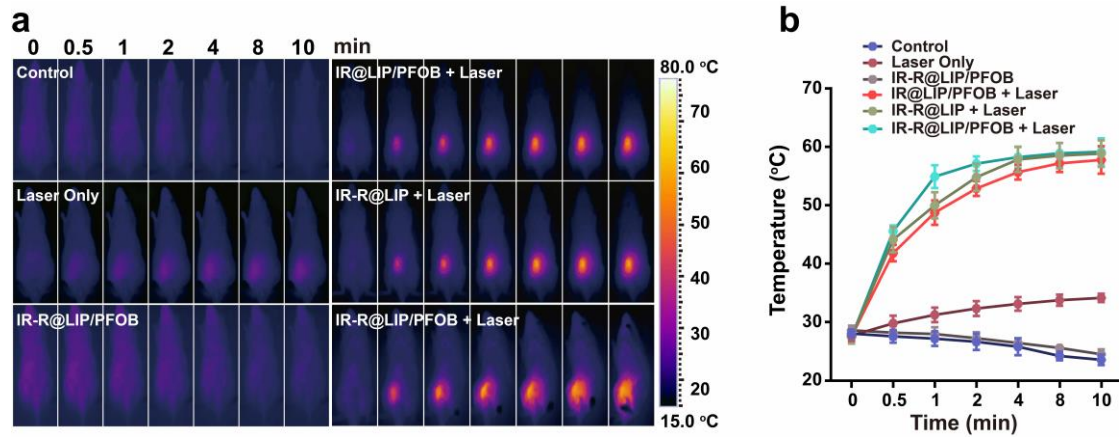 a
0 0.5 1 2 4 8 10 min
Control
Laser Only
IR-R@LIP/PFOB
IR@LIP/PFOB + Laser
IR-R@LIP + Laser
IR-R@LIP/PFOB + Laser
80.0 °C
70
60
50
40
30
20
15.0 °C
b
Control
Laser Only
IR-R@LIP/PFOB
IR@LIP/PFOB + Laser
IR-R@LIP + Laser
IR-R@LIP/PFOB + Laser
Temperature (°C)
70
60
50
40
30
20
0 0.5 1 2 4 8 10
Time (min)